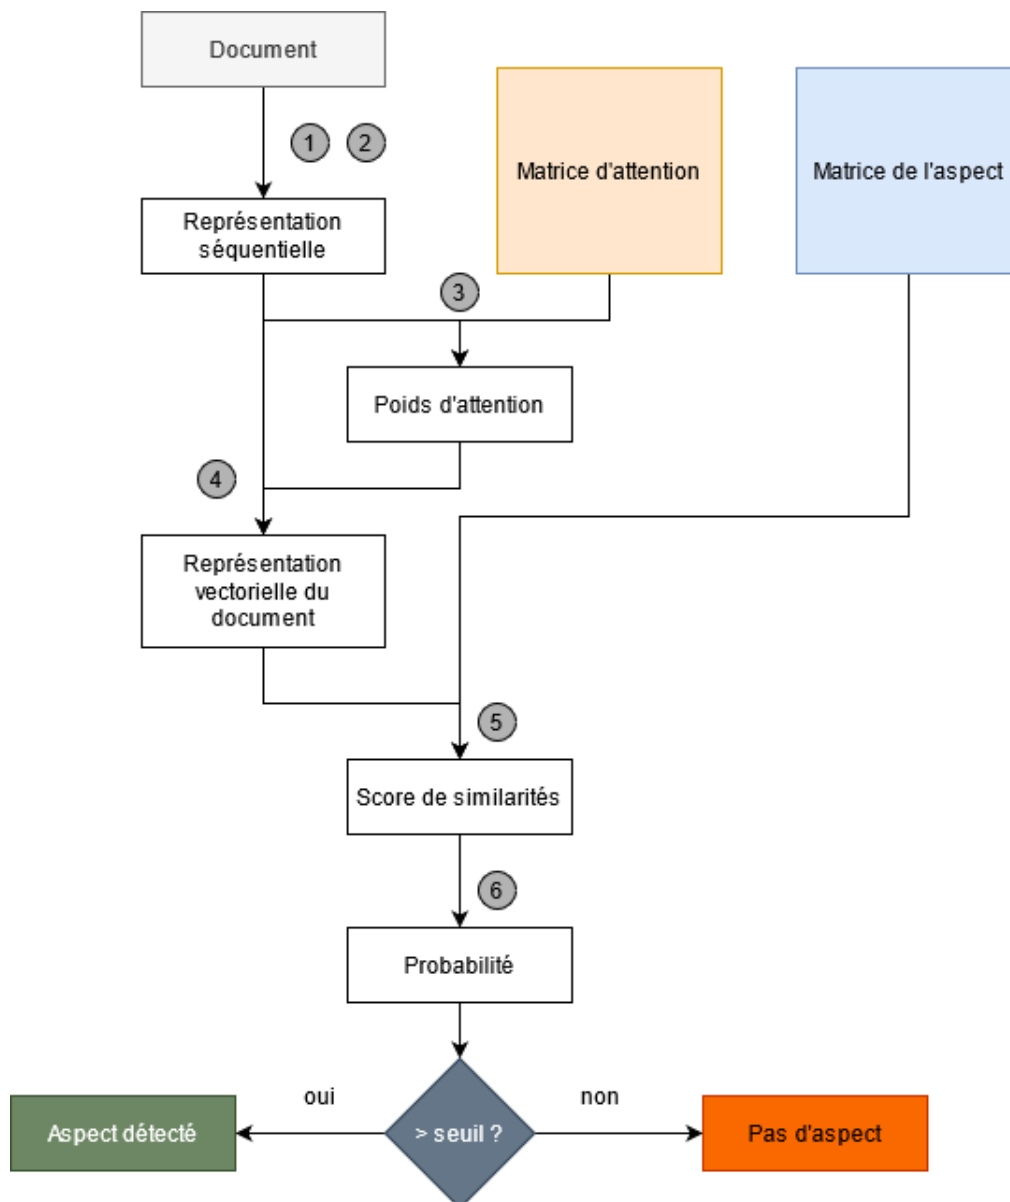 Document
1
2
Matrice d'attention
Matrice de l'aspect
Représentation
séquentielle
3
Poids d'attention
4
Représentation
vectorielle du
document
5
Score de similarités
6
Probabilité
oui
non
Aspect détecté
> seuil ?
Pas d'aspect